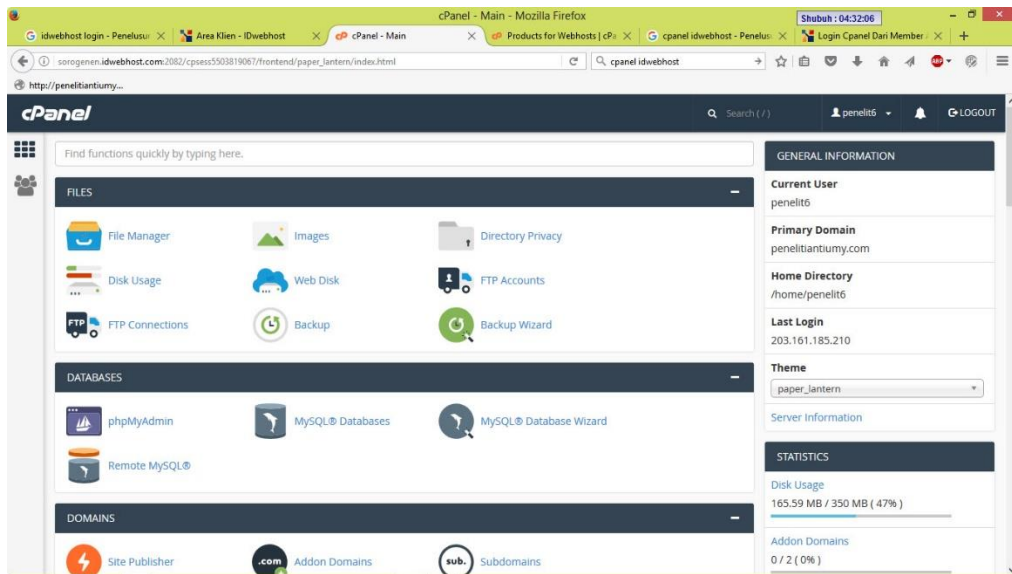 cPanel - Main - Mozilla Firefox
Shubuh : 04:32:06
idwebhost login - Penelusu
Area Klien - IDwebhost
cPanel - Main
Products for Webhosts | cPa
cpanel idwebhost - Penelus
Login Cpanel Dari Member
sorogenen.idwebhost.com:2082/cpsess5503819067/frontend/paper_lantern/index.html
cpanel idwebhost
http://penelitiantiumy...
cPanel
Search ( / )
penelit6
LOGOUT
Find functions quickly by typing here.
FILES
File Manager
Images
Directory Privacy
Disk Usage
Web Disk
FTP Accounts
FTP
FTP Connections
Backup
Backup Wizard
DATABASES
phpMyAdmin
MySQL® Databases
MySQL® Database Wizard
Remote MySQL®
DOMAINS
Site Publisher
.com
Addon Domains
sub.
Subdomains
GENERAL INFORMATION
Current User
penelit6
Primary Domain
penelitiantiumy.com
Home Directory
/home/penelit6
Last Login
203.161.185.210
Theme
paper_lantern
Server Information
STATISTICS
Disk Usage
165.59 MB / 350 MB ( 47% )
Addon Domains
0 / 2 ( 0% )